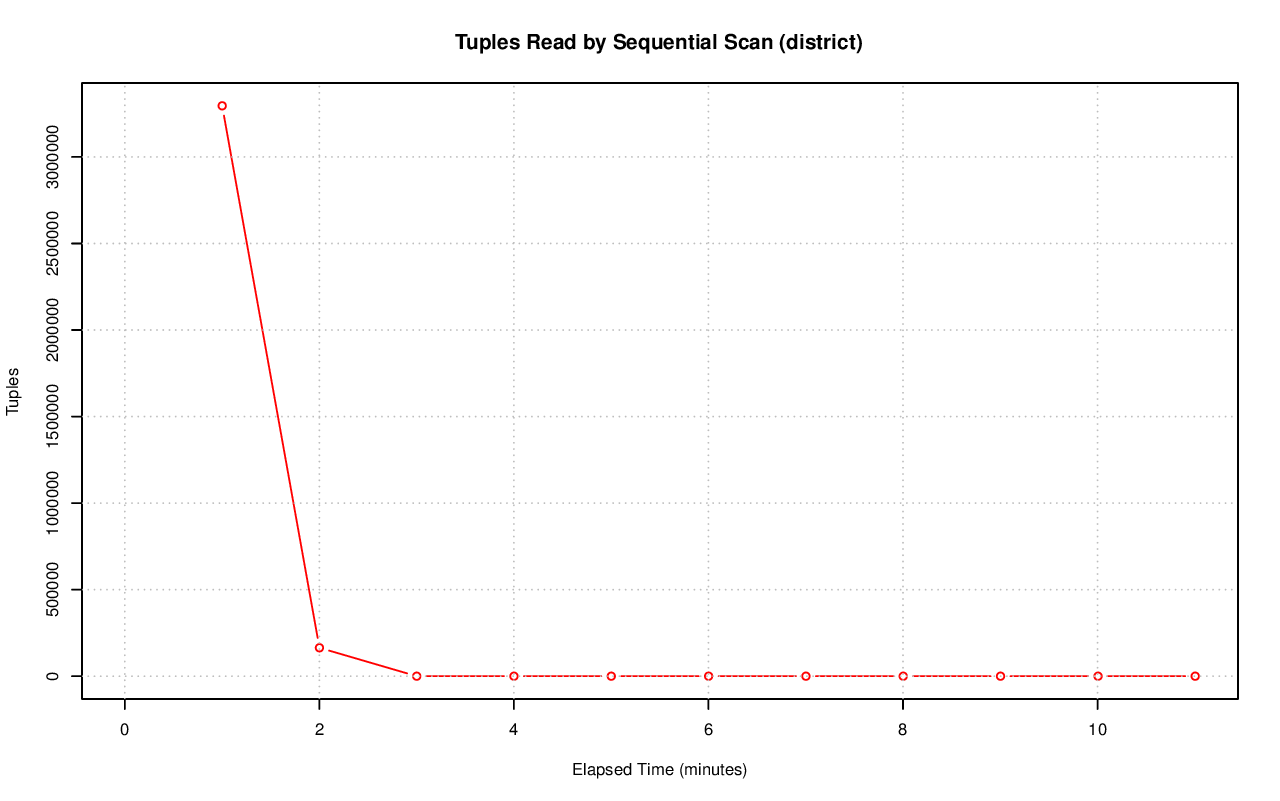 Tuples Read by Sequential Scan (district)
Tuples
3000000
2500000
2000000
1500000
1000000
500000
0
0 2 4 6 8 10
Elapsed Time (minutes)